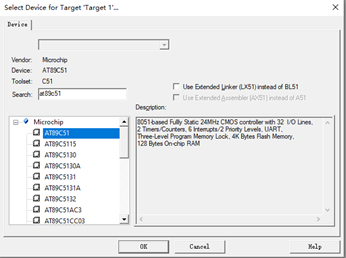 Select Device for Target 'Target 1'...
Device
Vendor: Microchip
Device: AT89C51
Toolset: C51
Search: at89c51
Use Extended Linker (LX51) instead of BL51
Use Extended Assembler (AX51) instead of A51
Description:
Microchip
AT89C51
AT89C5115
AT89C5130
AT89C5130A
AT89C5131
AT89C5131A
AT89C5132
AT89C51AC3
AT89C51CC03
8051-based Fully Static 24MHz CMOS controller with 32 I/O Lines,
2 Timers/Counters, 6 Interrupts/2 Priority Levels, UART,
Three-Level Program Memory Lock, 4K Bytes Flash Memory,
128 Bytes On-chip RAM
OK
Cancel
Help